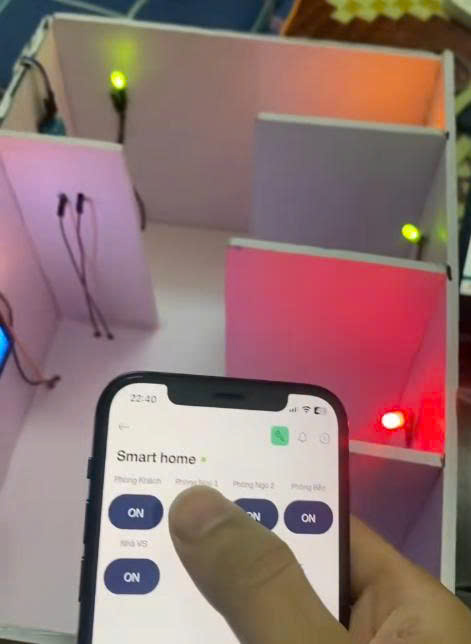 22:40
Smart home
Phòng Khách Phòng Ngủ 1 Phòng Ngủ 2 Phòng Bếp
ON ON ON
Nhà VS
ON